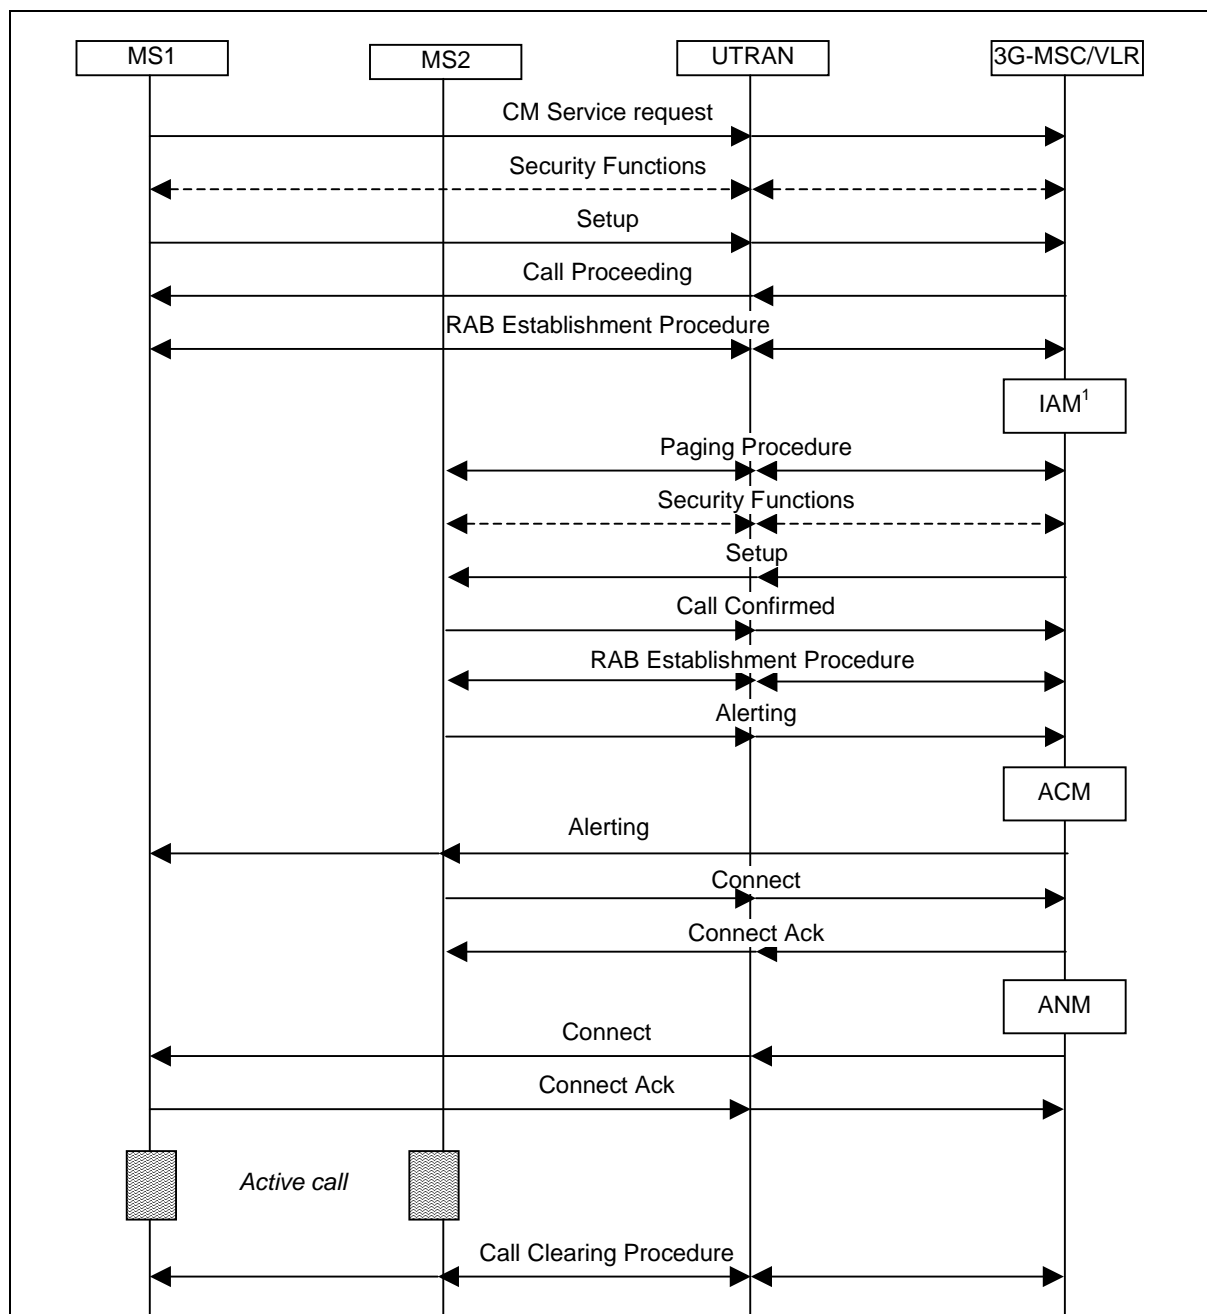 MS1
MS2
UTRAN
3G-MSC/VLR
CM Service request
Security Functions
Setup
Call Proceeding
RAB Establishment Procedure
IAM¹
Paging Procedure
Security Functions
Setup
Call Confirmed
RAB Establishment Procedure
Alerting
ACM
Alerting
Connect
Connect Ack
ANM
Connect
Connect Ack
Active call
Call Clearing Procedure